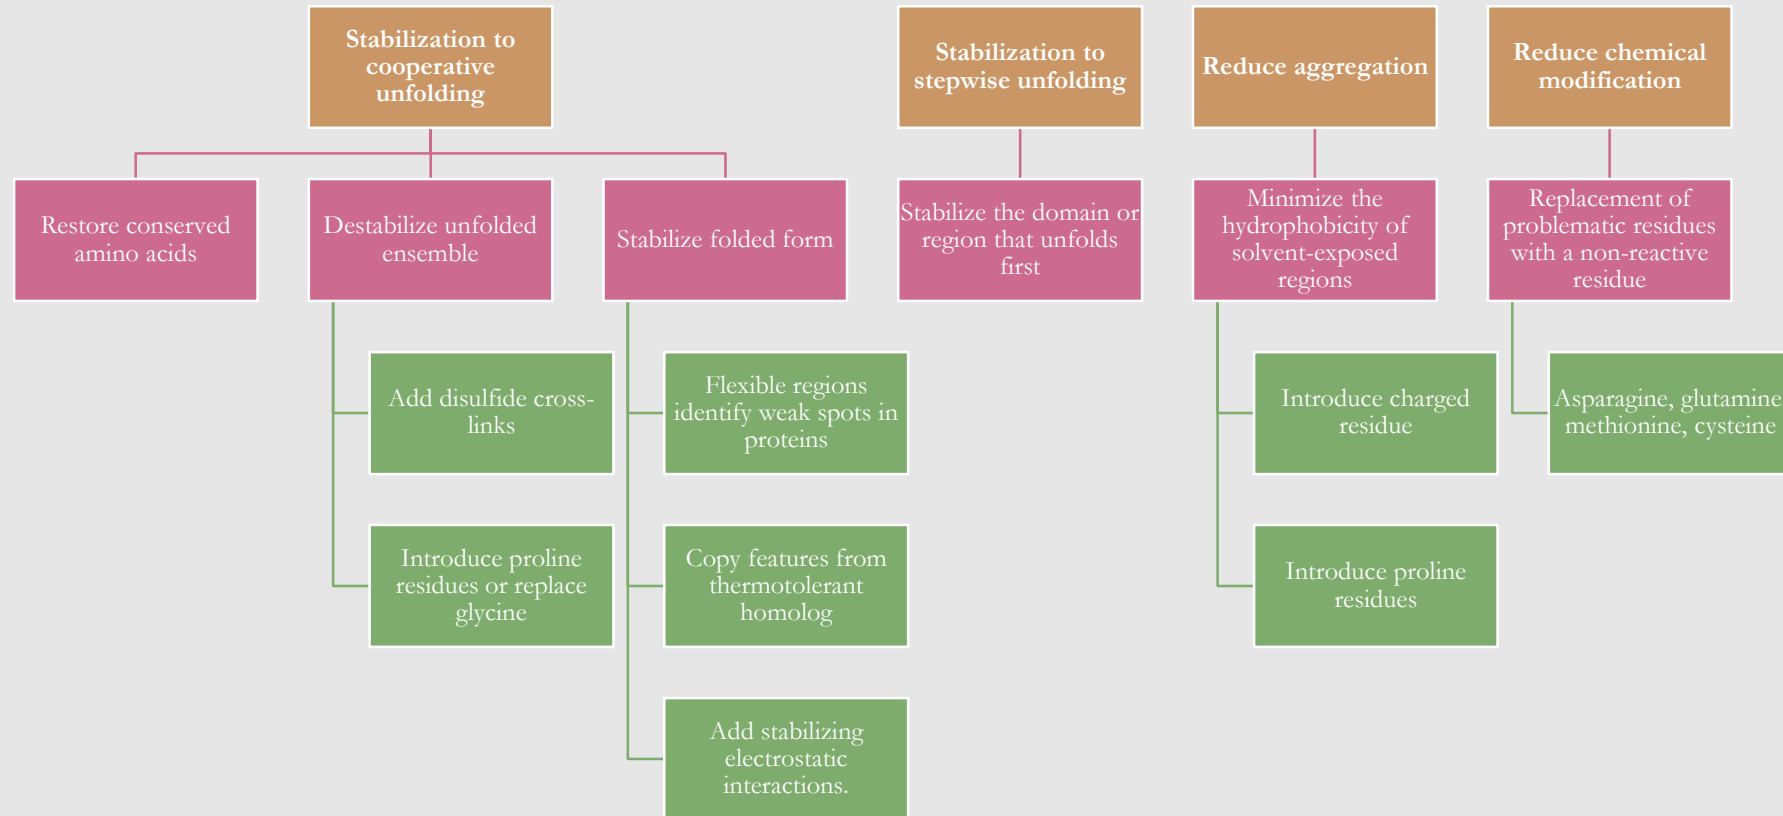 Stabilization to
cooperative
unfolding
Restore conserved
amino acids
Destabilize unfolded
ensemble
Add disulfide cross-
links
Introduce proline
residues or replace
glycine
Stabilize folded form
Flexible regions
identify weak spots in
proteins
Copy features from
thermotolerant
homolog
Add stabilizing
electrostatic
interactions.
Stabilization to
stepwise unfolding
Stabilize the domain or
region that unfolds
first
Reduce aggregation
Minimize the
hydrophobicity of
solvent-exposed
regions
Introduce charged
residue
Introduce proline
residues
Reduce chemical
modification
Replacement of
problematic residues
with a non-reactive
residue
Asparagine, glutamine
methionine, cysteine